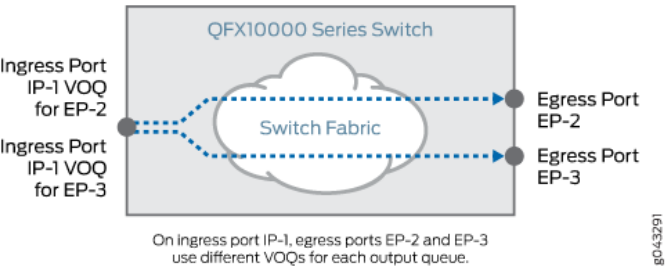 QFX10000 Series Switch
Ingress Port
IP-1 VOQ
for EP-2
Ingress Port
IP-1 VOQ
for EP-3
Switch Fabric
Egress Port
EP-2
Egress Port
EP-3
On ingress port IP-1, egress ports EP-2 and EP-3
use different VOQs for each output queue.
g043291